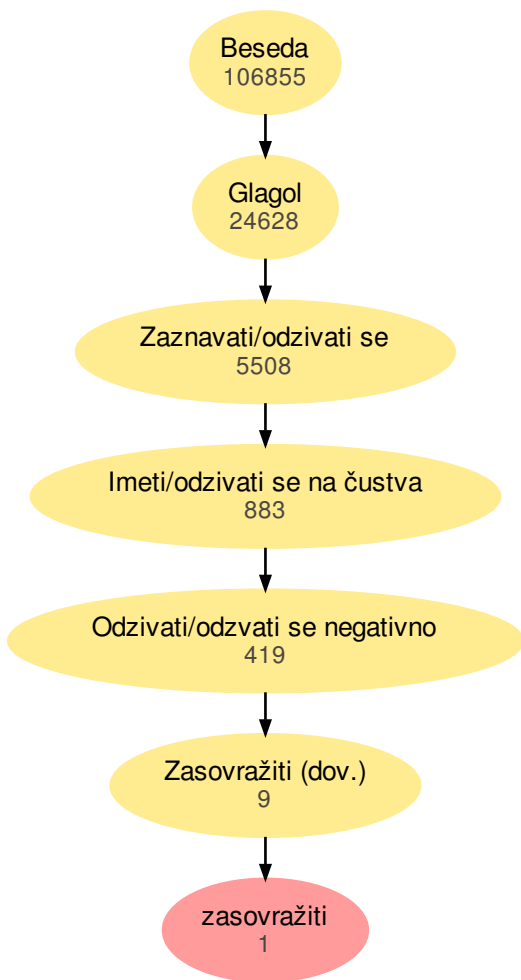 Beseda
106855
Glagol
24628
Zaznavati/odzivati se
5508
Imeti/odzivati se na čustva
883
Odzivati/odzvati se negativno
419
Zasovražiti (dov.)
9
zasovražiti
1